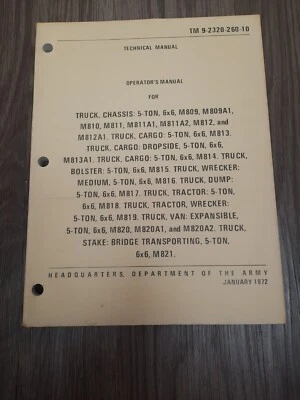 TM 9-2320-260-10
TECHNICAL MANUAL
OPERATOR'S MANUAL
FOR
TRUCK, CHASSIS: 5-TON, 6x6, M809, M809A1,
M810, M811, M811A1, M811A2, M812, and
M812A1. TRUCK, CARGO: 5-TON, 6x6, M813.
TRUCK, CARGO: DROPSIDE, 5-TON, 6x6,
M813A1. TRUCK, CARGO: 5-TON, 6x6, M814. TRUCK,
BOLSTER: 5-TON, 6x6, M815. TRUCK, WRECKER:
MEDIUM, 5-TON, 6x6, M816. TRUCK, DUMP:
5-TON, 6x6, M817. TRUCK, TRACTOR: 5-TON,
6x6, M818. TRUCK, TRACTOR, WRECKER:
5-TON, 6x6, M819. TRUCK, VAN: EXPANSIBLE,
5-TON, 6x6, M820, M820A1, and M820A2. TRUCK,
STAKE: BRIDGE TRANSPORTING, 5-TON,
6x6, M821.
HEADQUARTERS, DEPARTMENT OF THE ARMY
JANUARY 1972